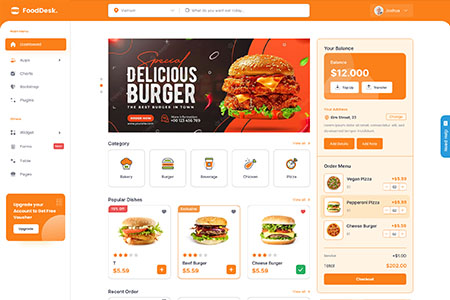 FoodDesk.
What do you want eat today...
Dashboard
Apps
Charts
Bootstrap
Plugins
Widget
Forms
Table
Pages
Upgrade your
Account to Get Free
Voucher
Upgrade
Special
DELICIOUS
BURGER
THE BEST BURGER IN TOWN
ORDER NOW
More Information
+00 123 456 789
Category
View all
Bakery
Burger
Beverage
Chicken
Pizza
Popular Dishes
View all
Exclusive
Beef Burger
Cheese Burger
$5.59
$5.59
$5.59
Recent Order
View all
Your Balance
Balance
$12.000
Top Up
Transfer
Your Address
Elm Street, 23
Change
Add Details
Add Note
Order Menu
Vegan Pizza
+$5.59
Pepperoni Pizza
+$5.59
Cheese Burger
+$5.59
Service
+$1.00
Total
$202.00
Checkout